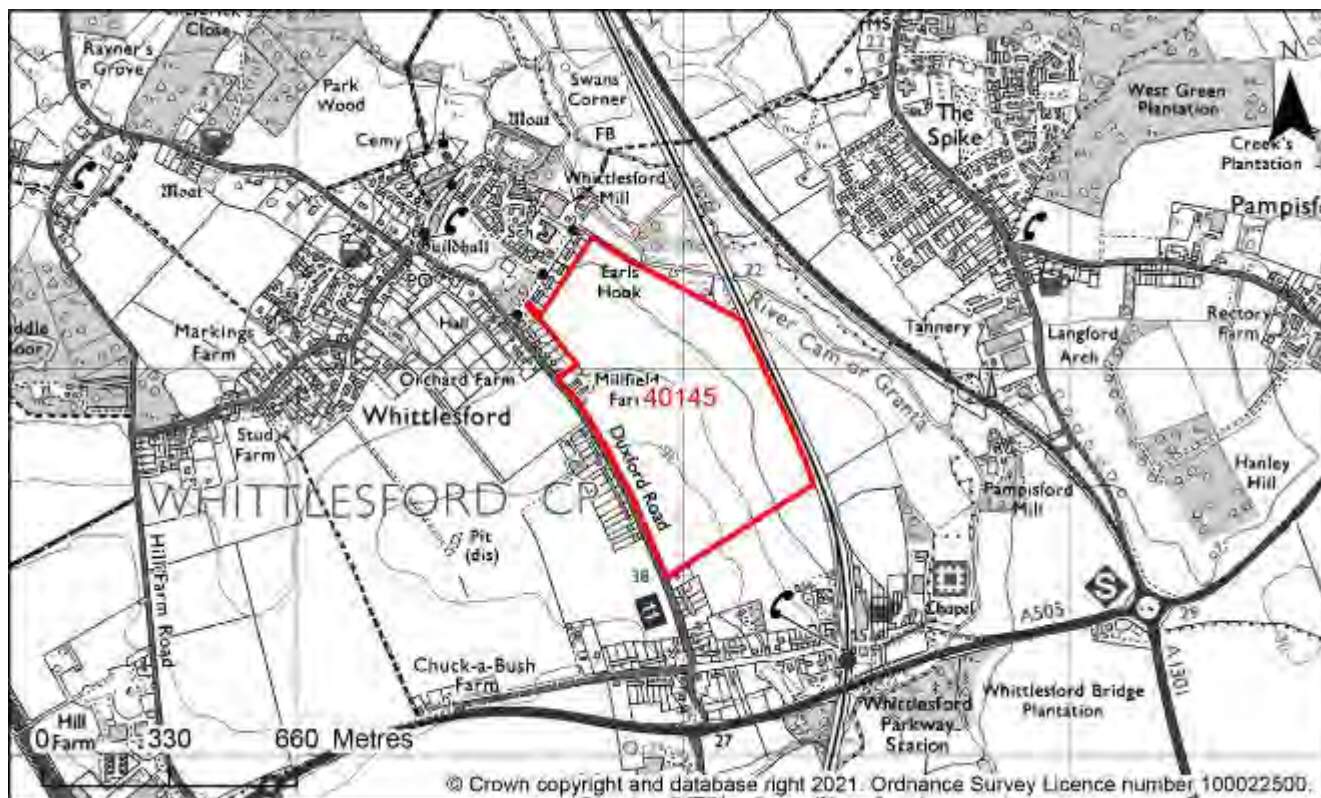 Close
Rayner's
Grove
Park
Wood
Swans
Corner
MS
N
West Green
Plantation
The
Spike
Creek's
Plantation
Moat
FB
Cemy
Whittlesford
Mill
Moat
Pampisf
Guildhall
Sch
Earls
Hook
22
River Cam or Granta
Tannery
Langford
Arch
Rectory
Farm
PO
Hall
Markings
Farm
Orchard Farm
Millfield
Farm
40145
Whittlesford
Stud
Farm
Duxford Road
Hanley
Hill
WHITTLESFORD CP
Pampisford
Mill
Pit
(dis)
Hill Farm Road
38
11
S
Chapel
A505
29
A1301
Chuck-a-Bush
Farm
Whittlesford
Parkway
Station
Whittlesford Bridge
Plantation
Hill
Farm
27
0 330 660 Metres
© Crown copyright and database right 2021. Ordnance Survey Licence number 100022500.